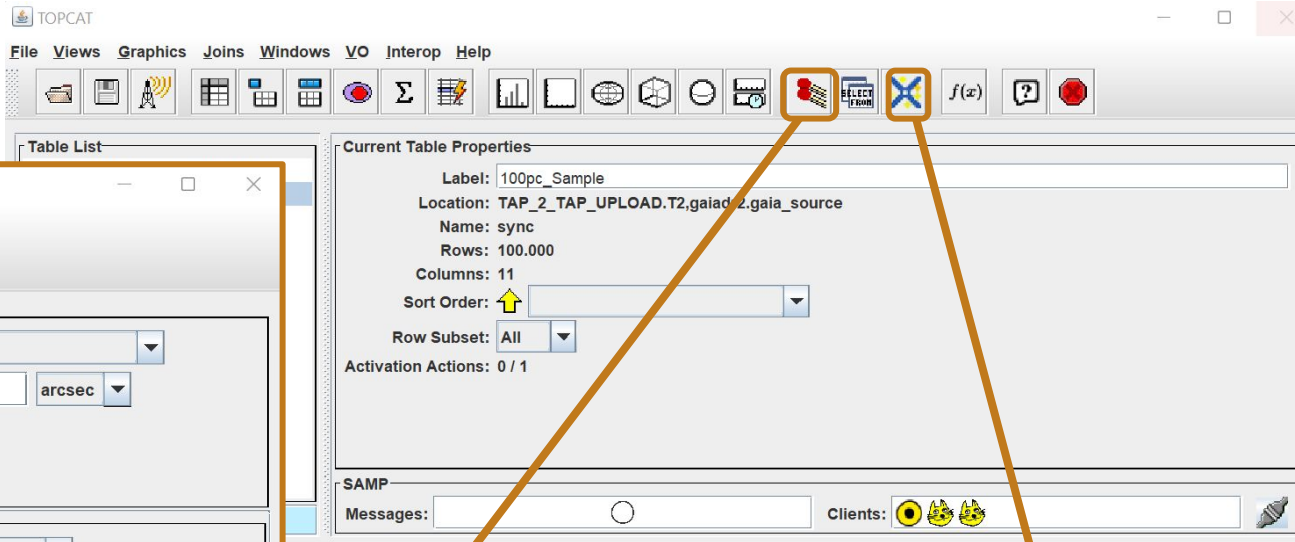 TOPCAT
File Views Graphics Joins Windows VO Interop Help
Σ SELECT FROM f(x) ?
Table List
Current Table Properties
Label: 100pc_Sample
Location: TAP_2_TAP_UPLOAD.T2,gaiad 2.gaia_source
Name: sync
Rows: 100.000
Columns: 11
Sort Order:
Row Subset: All
Activation Actions: 0 / 1
arcsec
SAMP
Messages:
Clients: